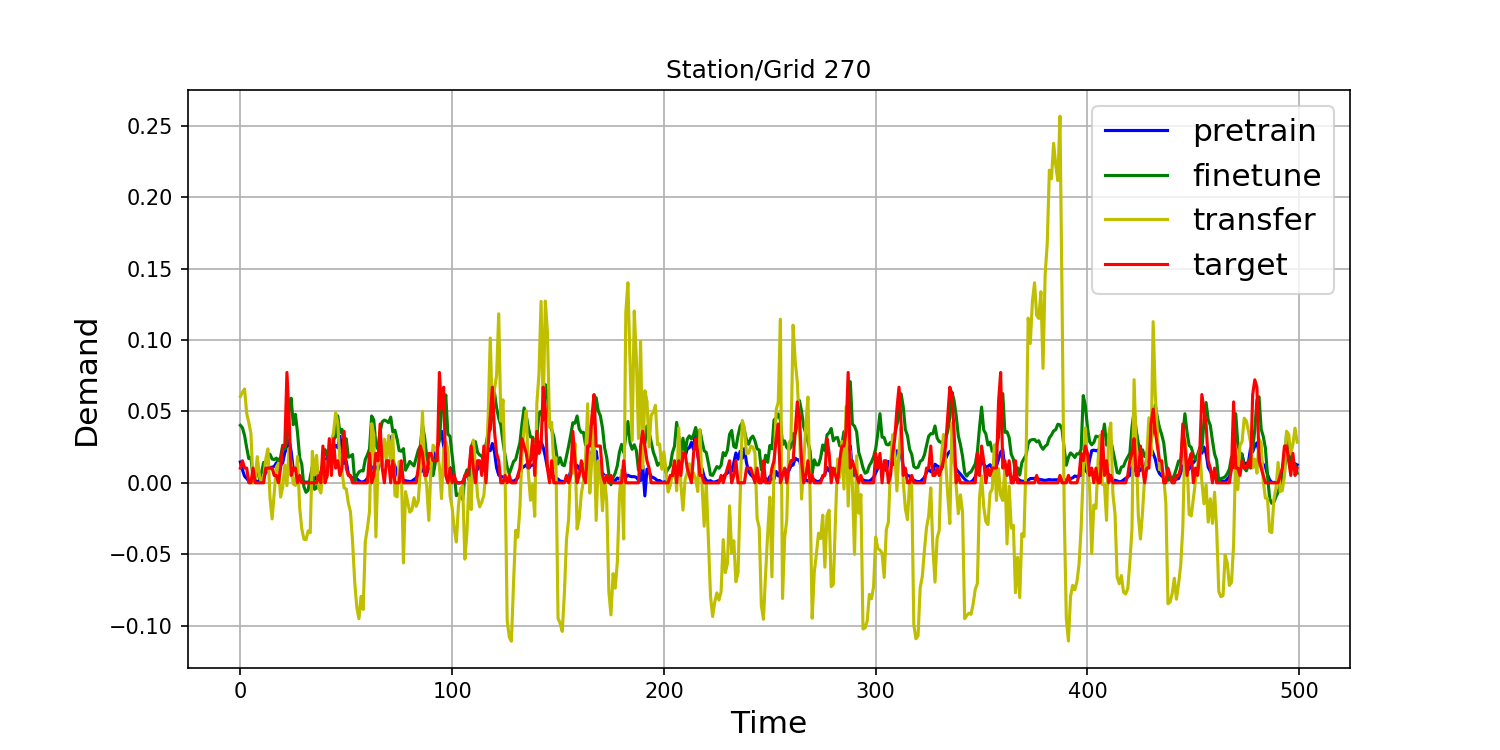 Station/Grid 270
Demand
0.25
0.20
0.15
0.10
0.05
0.00
−0.05
−0.10
pretrain
finetune
transfer
target
0 100 200 300 400 500
Time